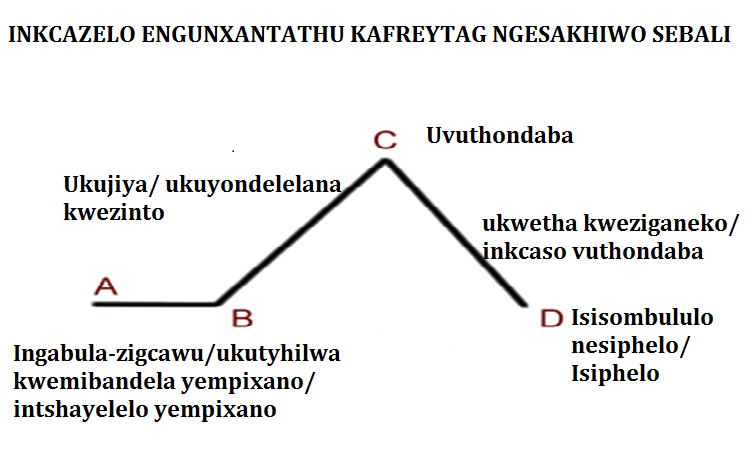 INKCAZELO ENGUNXANTATHU KAFREYTAG NGESAKHIWO SEBALI
C
Uvuthondaba
Ukujiya/ ukuyondelelana
kwezinto
ukwetha kweziganeko/
inkcaso vuthondaba
A
B
D
Isisombululo
nesiphelo/
Isiphelo
Ingabula-zigcawu/ukutyhilwa
kwemibandela yempixano/
intshayelelo yempixano